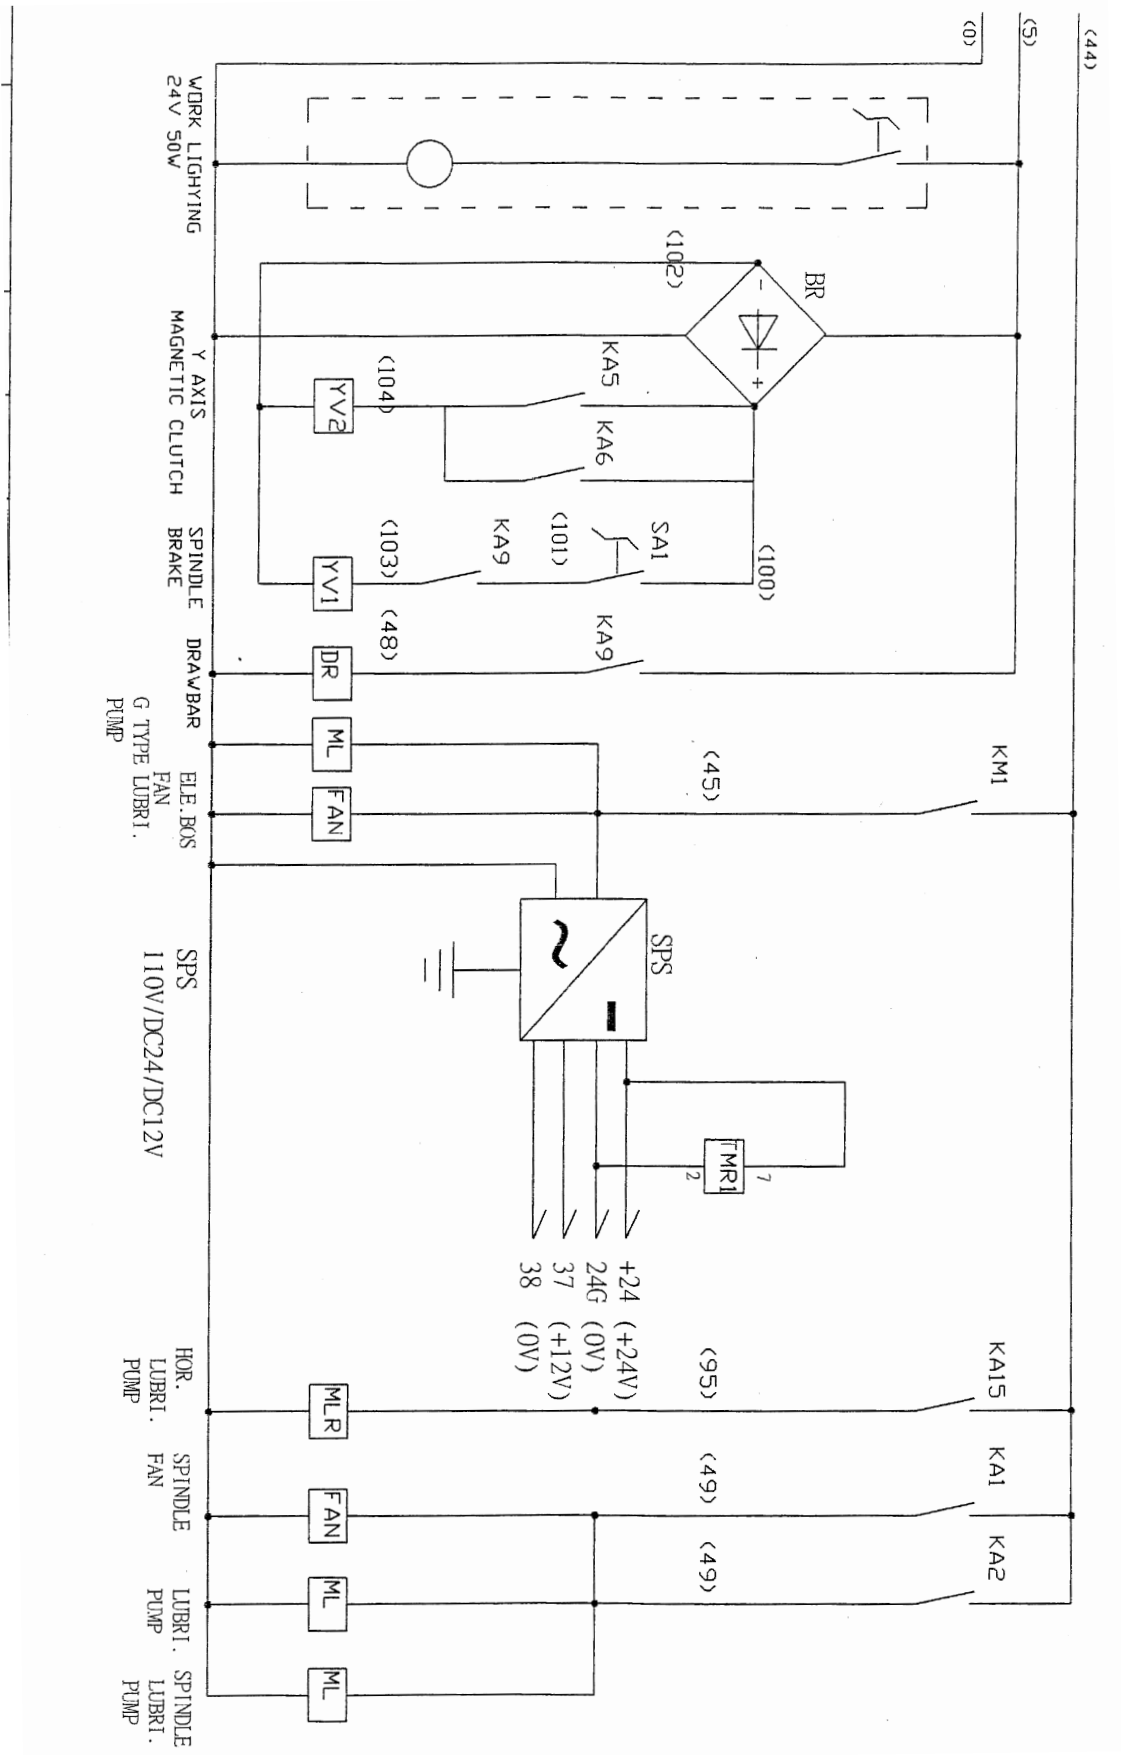 (44)
(5)
(0)
WORK LIGHYING
24V 50W
BR
-
+
(102)
KA5
KA6
(104)
YV2
Y AXIS
MAGNETIC CLUTCH
SA1
(100)
(101)
KA9
(103)
YV1
SPINDLE
BRAKE
KA9
(48)
DR
DRAWBAR
ML
G TYPE LUBRI.
PUMP
KM1
(45)
FAN
ELE.BOS
FAN
SPS
~
SPS
110V/DC24/DC12V
TMR1
7
2
+24 (+24V)
24G (0V)
37 (+12V)
38 (0V)
KA15
(95)
MLR
HOR.
LUBRI.
PUMP
KA1
(49)
FAN
SPINDLE
FAN
KA2
(49)
ML
LUBRI.
PUMP
ML
SPINDLE
LUBRI.
PUMP